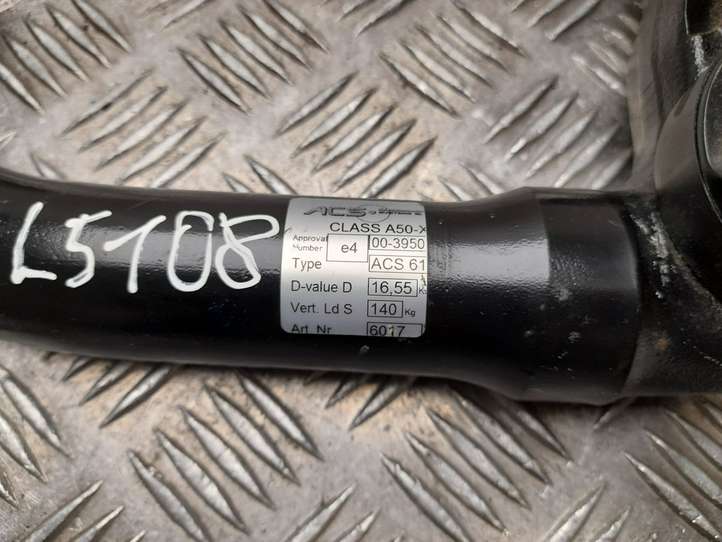 L5108
ACS
CLASS A50-X
Approval Number e4 00-3950
Type ACS 61
D-value D 16,55
Vert. Ld S 140 Kg
Art. Nr 6017